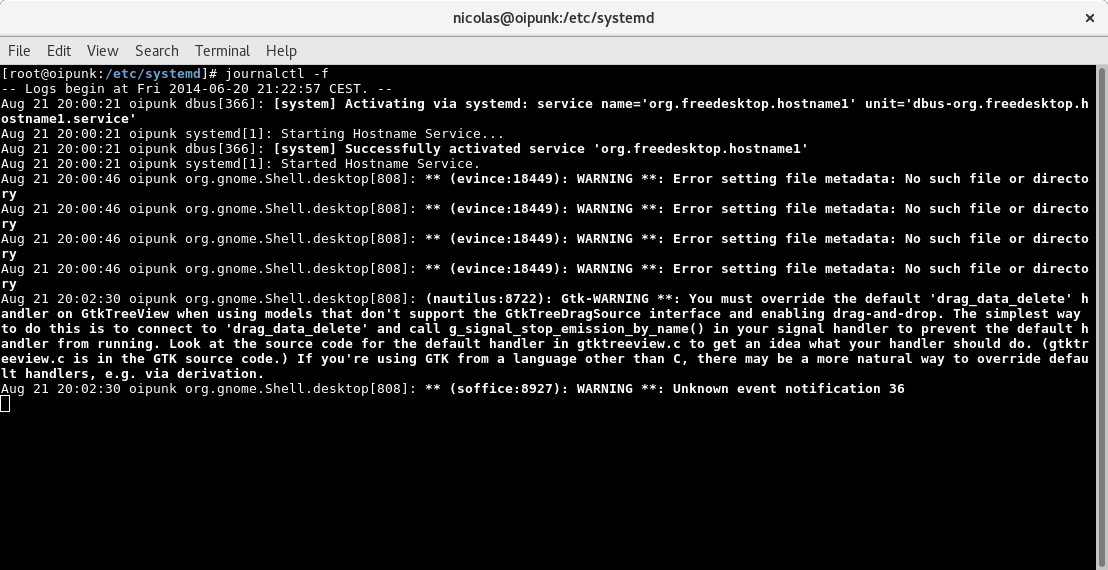 nicolas@oipunk:/etc/systemd
File Edit View Search Terminal Help
[root@oipunk:/etc/systemd]# journalctl -f
-- Logs begin at Fri 2014-06-20 21:22:57 CEST. --
Aug 21 20:00:21 oipunk dbus[366]: [system] Activating via systemd: service name='org.freedesktop.hostname1' unit='dbus-org.freedesktop.h
ostname1.service'
Aug 21 20:00:21 oipunk systemd[1]: Starting Hostname Service...
Aug 21 20:00:21 oipunk dbus[366]: [system] Successfully activated service 'org.freedesktop.hostname1'
Aug 21 20:00:21 oipunk systemd[1]: Started Hostname Service.
Aug 21 20:00:46 oipunk org.gnome.Shell.desktop[808]: ** (evince:18449): WARNING **: Error setting file metadata: No such file or directo
ry
Aug 21 20:00:46 oipunk org.gnome.Shell.desktop[808]: ** (evince:18449): WARNING **: Error setting file metadata: No such file or directo
ry
Aug 21 20:00:46 oipunk org.gnome.Shell.desktop[808]: ** (evince:18449): WARNING **: Error setting file metadata: No such file or directo
ry
Aug 21 20:00:46 oipunk org.gnome.Shell.desktop[808]: ** (evince:18449): WARNING **: Error setting file metadata: No such file or directo
ry
Aug 21 20:02:30 oipunk org.gnome.Shell.desktop[808]: (nautilus:8722): Gtk-WARNING **: You must override the default 'drag_data_delete' h
andler on GtkTreeView when using models that don't support the GtkTreeDragSource interface and enabling drag-and-drop. The simplest way
to do this is to connect to 'drag_data_delete' and call g_signal_stop_emission_by_name() in your signal handler to prevent the default h
andler from running. Look at the source code for the default handler in gtktreeview.c to get an idea what your handler should do. (gtktr
eeview.c is in the GTK source code.) If you're using GTK from a language other than C, there may be a more natural way to override defau
lt handlers, e.g. via derivation.
Aug 21 20:02:30 oipunk org.gnome.Shell.desktop[808]: ** (soffice:8927): WARNING **: Unknown event notification 36